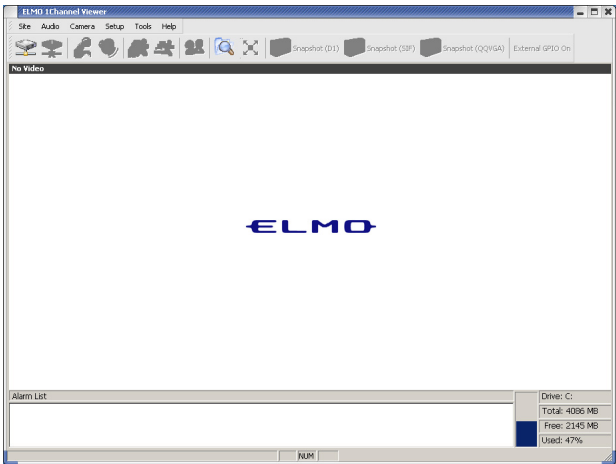 ELMO 1Channel Viewer
Site Audio Camera Setup Tools Help
Snapshot (D1) Snapshot (SIF) Snapshot (QQVGA) External GPIO On
No Video
ELMO
Alarm List
Drive: C:
Total: 4086 MB
Free: 2145 MB
Used: 47%
NUM